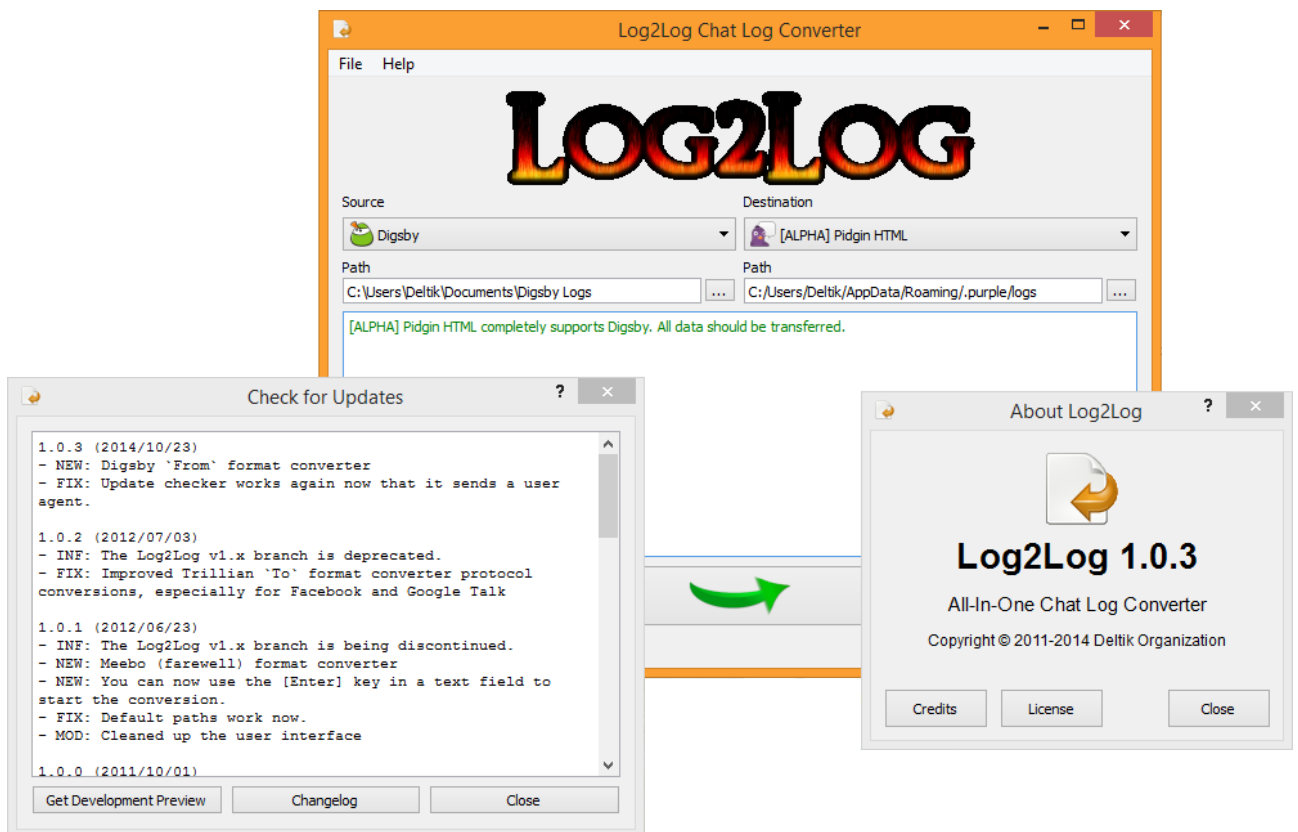 Log2Log Chat Log Converter
File Help
LOG2LOG
Source
Destination
Digsby
[ALPHA] Pidgin HTML
Path
Path
C:\Users\Deltik\Documents\Digsby Logs
...
C:/Users/Deltik/AppData/Roaming/.purple/logs
...
[ALPHA] Pidgin HTML completely supports Digsby. All data should be transferred.
Check for Updates
?
1.0.3 (2014/10/23)
- NEW: Digsby `From` format converter
- FIX: Update checker works again now that it sends a user
agent.
1.0.2 (2012/07/03)
- INF: The Log2Log v1.x branch is deprecated.
- FIX: Improved Trillian `To` format converter protocol
conversions, especially for Facebook and Google Talk
1.0.1 (2012/06/23)
- INF: The Log2Log v1.x branch is being discontinued.
- NEW: Meebo (farewell) format converter
- NEW: You can now use the [Enter] key in a text field to
start the conversion.
- FIX: Default paths work now.
- MOD: Cleaned up the user interface
1.0.0 (2011/10/01)
Get Development Preview
Changelog
Close
About Log2Log
?
Log2Log 1.0.3
All-In-One Chat Log Converter
Copyright © 2011-2014 Deltik Organization
Credits
License
Close